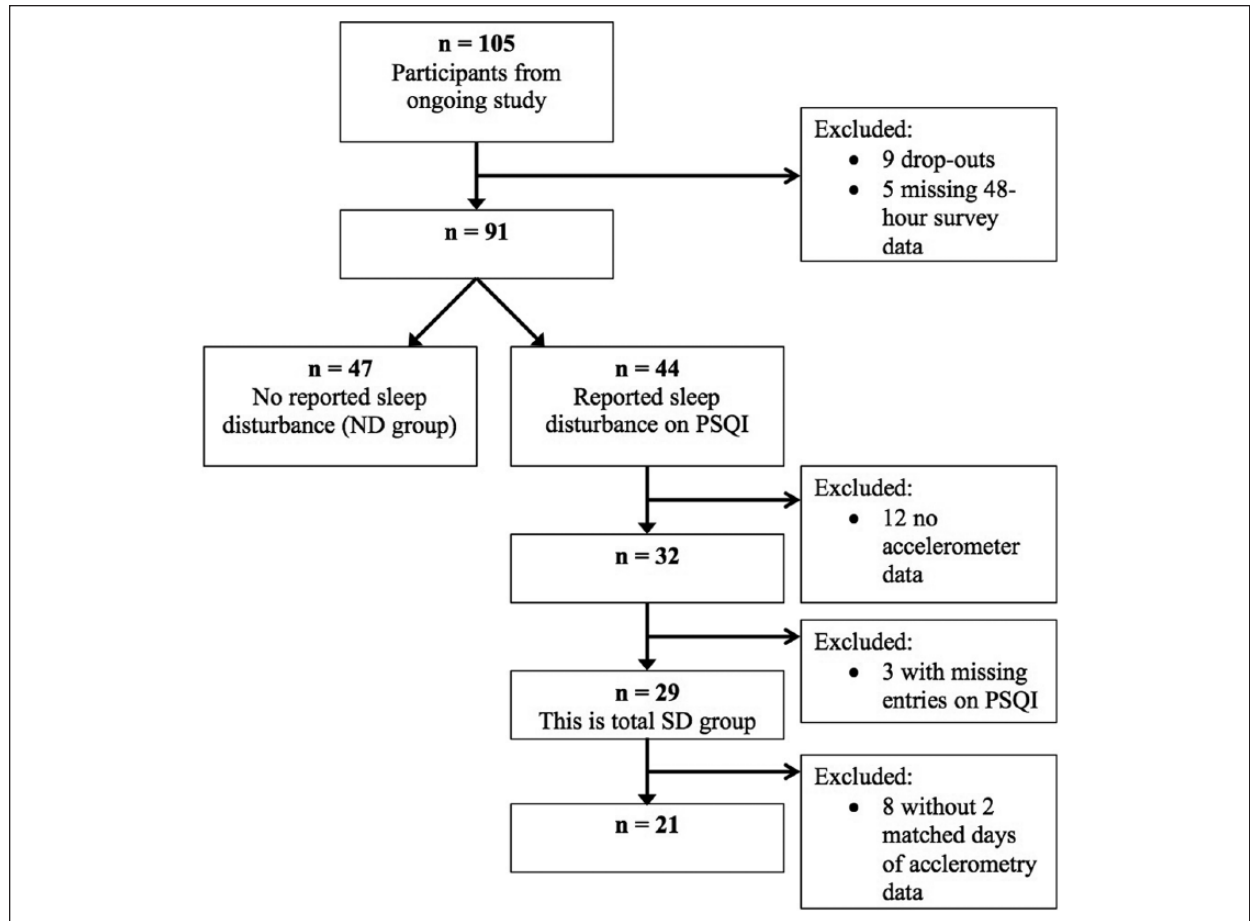 n = 105
Participants from
ongoing study
Excluded:
• 9 drop-outs
• 5 missing 48-
hour survey
data
n = 91
n = 47
No reported sleep
disturbance (ND group)
n = 44
Reported sleep
disturbance on PSQI
Excluded:
• 12 no
accelerometer
data
n = 32
Excluded:
• 3 with missing
entries on PSQI
n = 29
This is total SD group
Excluded:
• 8 without 2
matched days
of acclerometry
data
n = 21